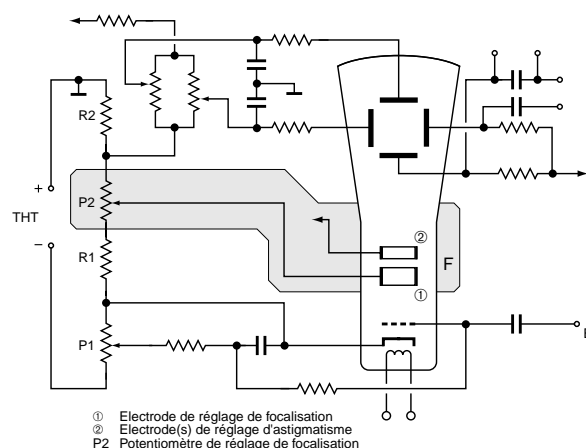 R2
+
P2
THT
−
②
F
R1
①
P1
① Electrode de réglage de focalisation
② Electrode(s) de réglage d'astigmatisme
P2 Potentiomètre de réglage de focalisation